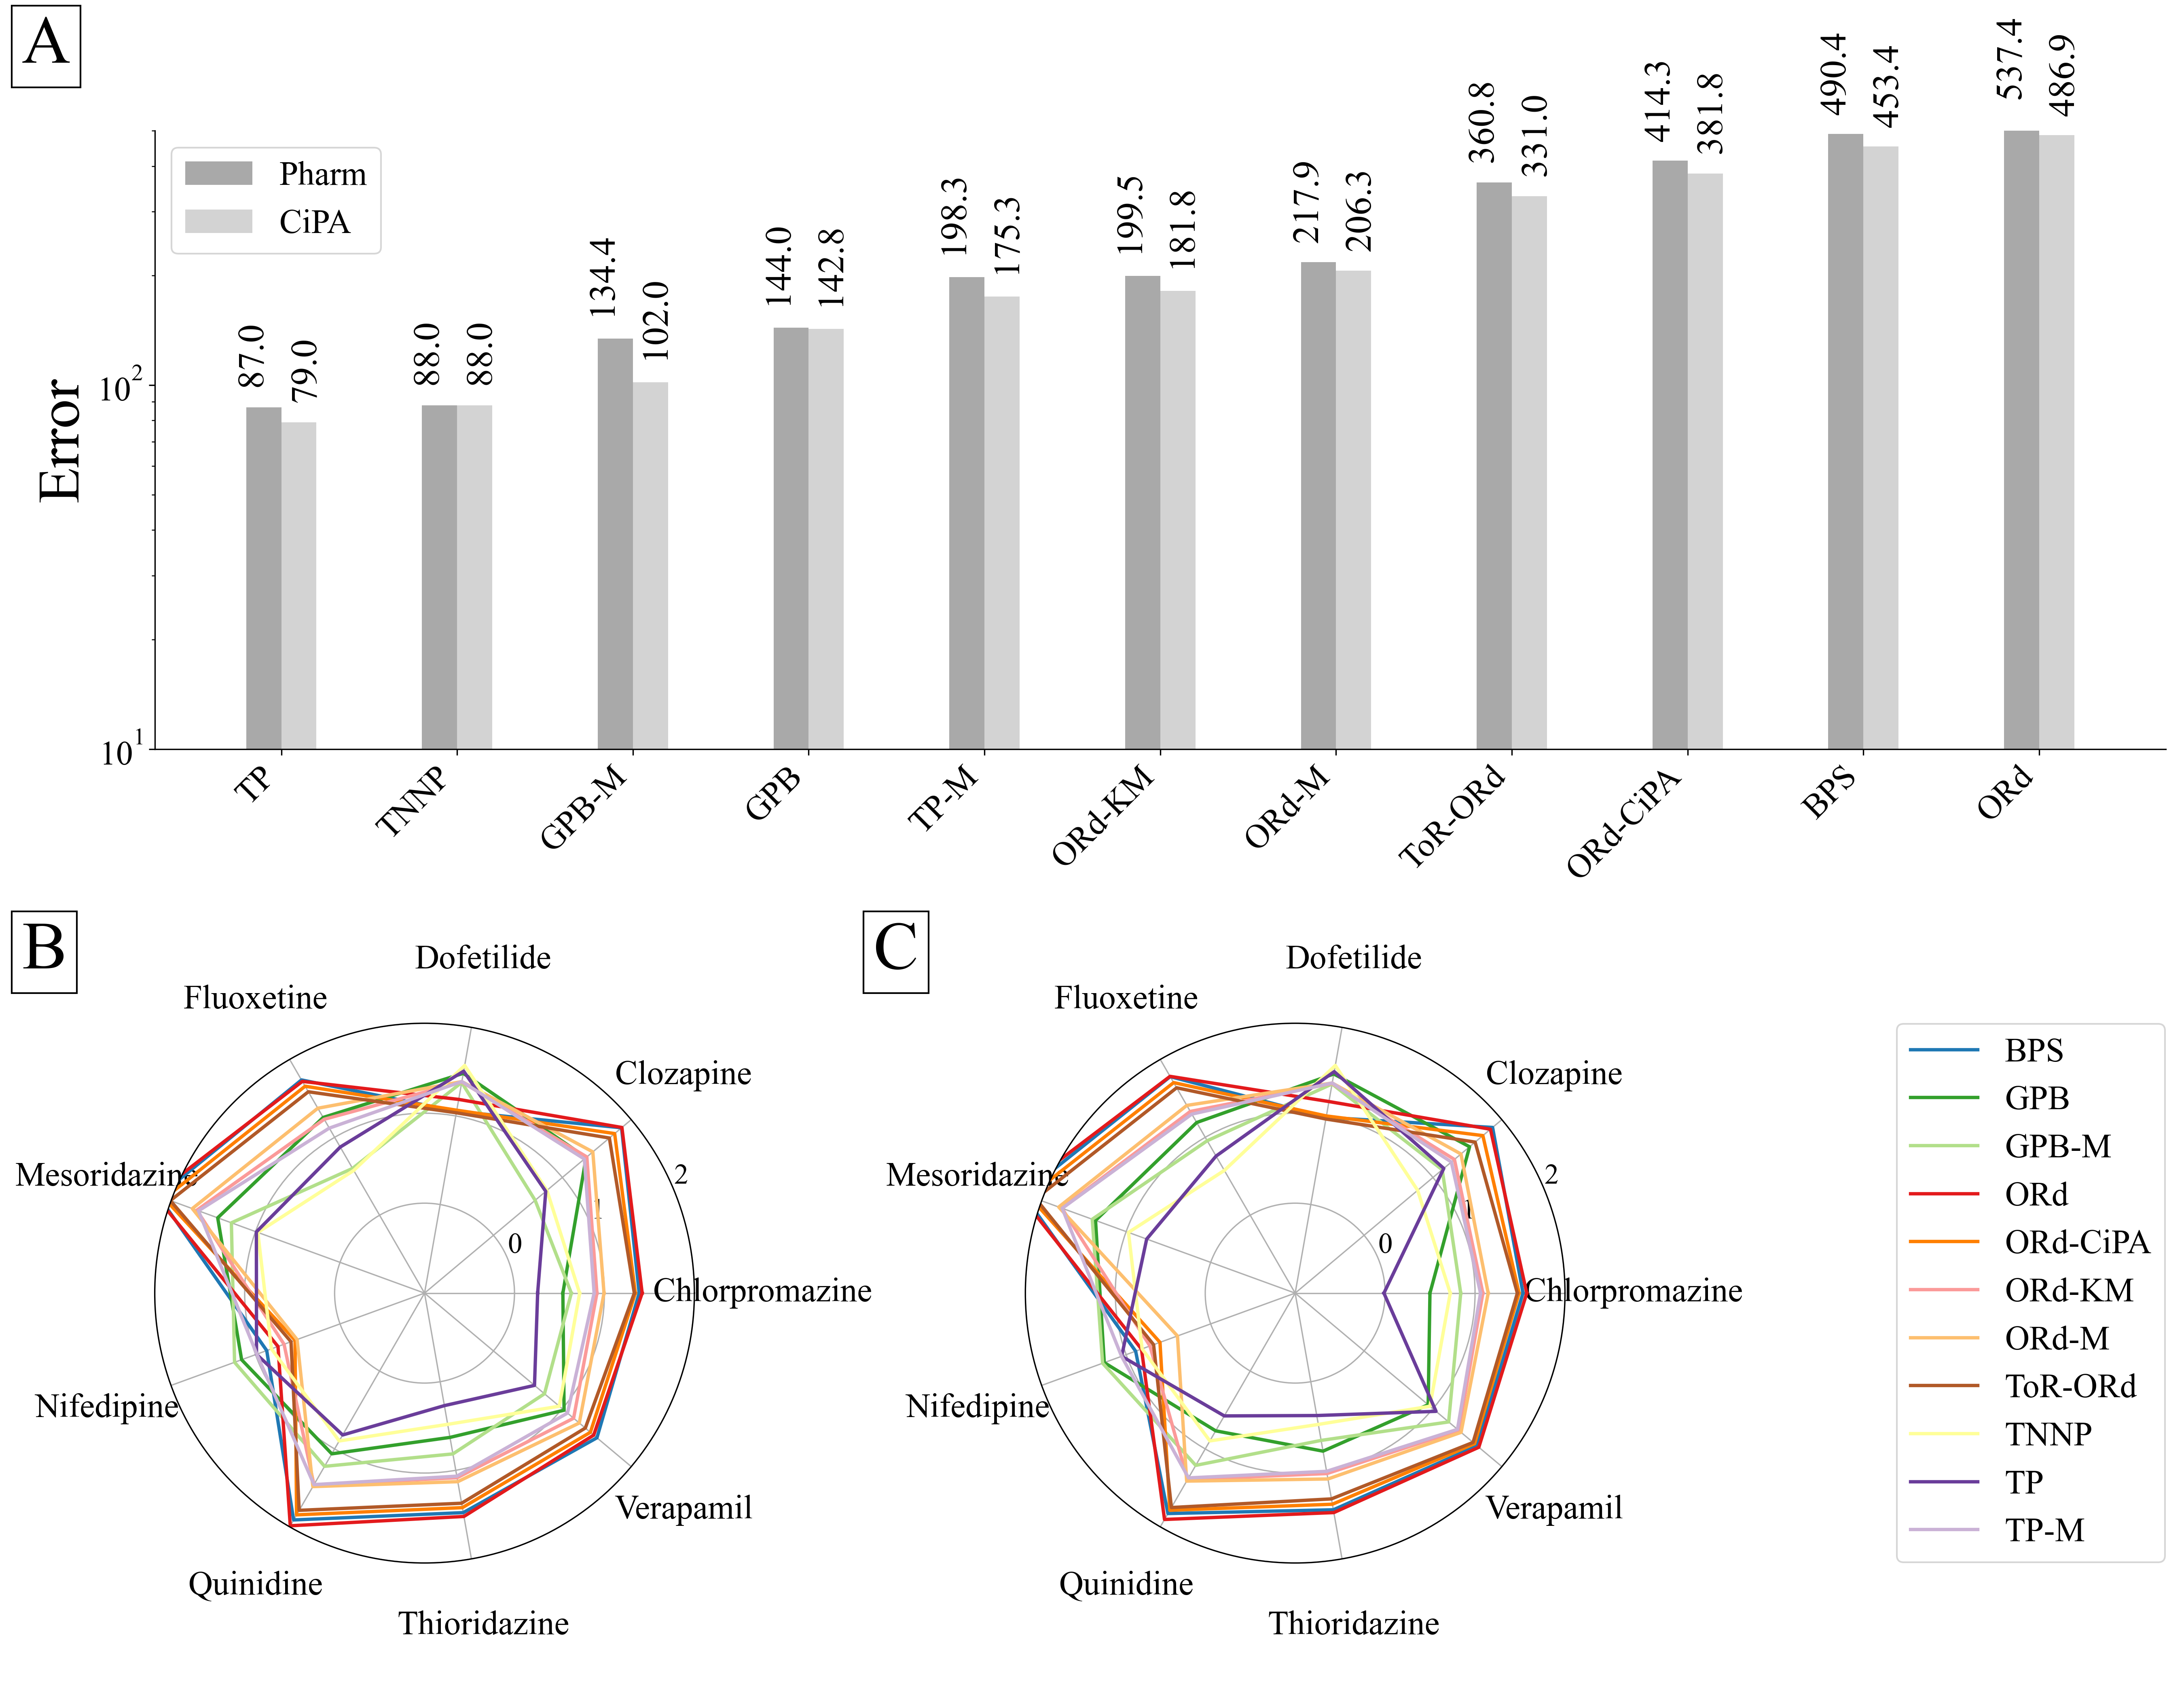 A
87.0
79.0
88.0
88.0
134.4
102.0
144.0
142.8
198.3
175.3
199.5
181.8
217.9
206.3
360.8
331.0
414.3
381.8
490.4
453.4
537.4
486.9
Pharm
CiPA
Error
10²
10¹
TP
TNNP
GPB-M
GPB
TP-M
ORd-KM
ORd-M
ToR-ORd
ORd-CiPA
BPS
ORd
B
Dofetilide
Fluoxetine
Clozapine
Mesoridazine
2
1
0
Chlorpromazine
Nifedipine
Verapamil
Quinidine
Thioridazine
C
Dofetilide
Fluoxetine
Clozapine
Mesoridazine
2
1
0
Chlorpromazine
Nifedipine
Verapamil
Quinidine
Thioridazine
BPS
GPB
GPB-M
ORd
ORd-CiPA
ORd-KM
ORd-M
ToR-ORd
TNNP
TP
TP-M